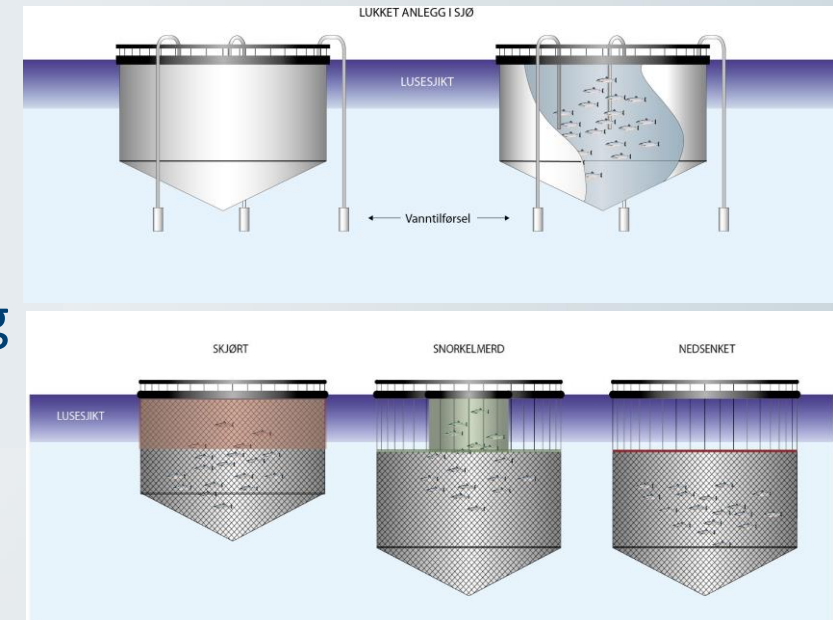 LUKKET ANLEGG I SJØ
LUSESJIKT
Vanntilførsel
g
SKJØRT
SNORKELMERD
NEDSENKET
LUSESJIKT